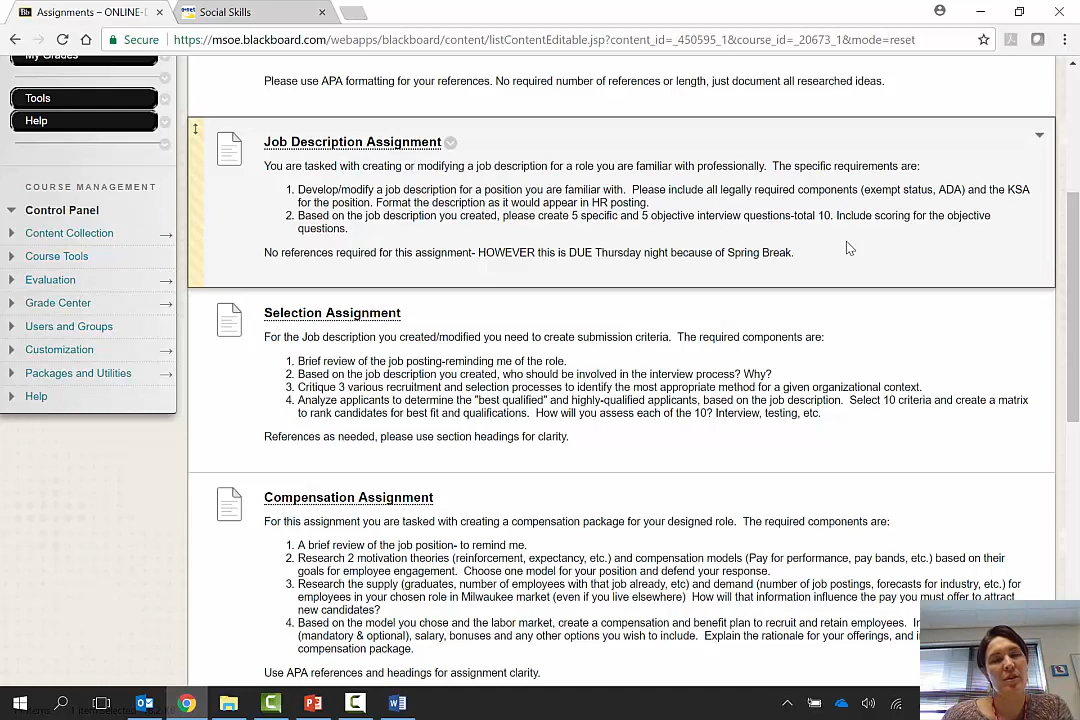 Assignments – ONLINE-
Social Skills
Secure
https://msoe.blackboard.com/webapps/blackboard/content/listContentEditable.jsp?content_id=_450595_1&course_id=_20673_1&mode=reset
My Grades
Tools
Help
COURSE MANAGEMENT
Control Panel
Content Collection
Course Tools
Evaluation
Grade Center
Users and Groups
Customization
Packages and Utilities
Help
Please use APA formatting for your references. No required number of references or length, just document all researched ideas.
Job Description Assignment
You are tasked with creating or modifying a job description for a role you are familiar with professionally. The specific requirements are:
1. Develop/modify a job description for a position you are familiar with. Please include all legally required components (exempt status, ADA) and the KSA
for the position. Format the description as it would appear in HR posting.
2. Based on the job description you created, please create 5 specific and 5 objective interview questions-total 10. Include scoring for the objective
questions.
No references required for this assignment- HOWEVER this is DUE Thursday night because of Spring Break.
Selection Assignment
For the Job description you created/modified you need to create submission criteria. The required components are:
1. Brief review of the job posting-reminding me of the role.
2. Based on the job description you created, who should be involved in the interview process? Why?
3. Critique 3 various recruitment and selection processes to identify the most appropriate method for a given organizational context.
4. Analyze applicants to determine the "best qualified" and highly-qualified applicants, based on the job description. Select 10 criteria and create a matrix
to rank candidates for best fit and qualifications. How will you assess each of the 10? Interview, testing, etc.
References as needed, please use section headings for clarity.
Compensation Assignment
For this assignment you are tasked with creating a compensation package for your designed role. The required components are:
1. A brief review of the job position- to remind me.
2. Research 2 motivation theories (reinforcement, expectancy, etc.) and compensation models (Pay for performance, pay bands, etc.) based on their
goals for employee engagement. Choose one model for your position and defend your response.
3. Research the supply (graduates, number of employees with that job already, etc) and demand (number of job postings, forecasts for industry, etc.) for
employees in your chosen role in Milwaukee market (even if you live elsewhere) How will that information influence the pay you must offer to attract
new candidates?
4. Based on the model you chose and the labor market, create a compensation and benefit plan to recruit and retain employees.
(mandatory & optional), salary, bonuses and any other options you wish to include. Explain the rationale for your offerings, and
compensation package.
Use APA references and headings for assignment clarity.